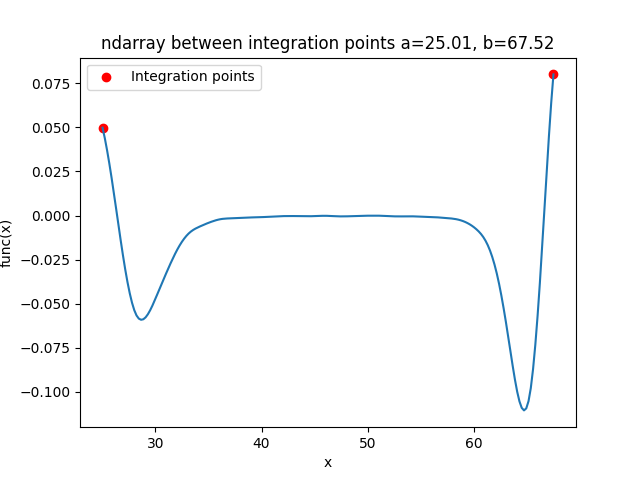 ndarray between integration points a=25.01, b=67.52
Integration points
0.075
0.050
0.025
0.000
−0.025
−0.050
−0.075
−0.100
func(x)
30 40 50 60
x